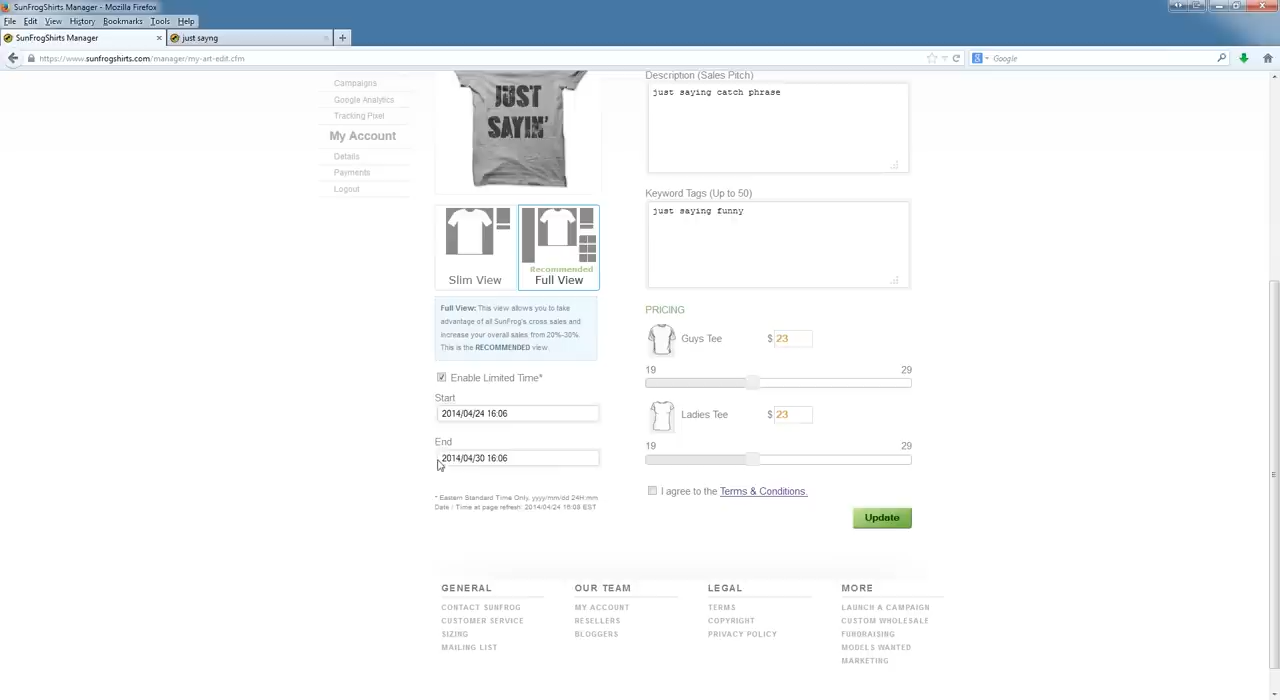 SunFrogShirts Manager - Mozilla Firefox
File Edit View History Bookmarks Tools Help
SunFrogShirts Manager
just sayng
https://www.sunfrogshirts.com/manager/my-art-edit.cfm
Google
Campaigns
Google Analytics
Tracking Pixel
My Account
Details
Payments
Logout
JUST
SAYIN'
Slim View
Recommended
Full View
Full View: This view allows you to take
advantage of all SunFrog's cross sales and
increase your overall sales from 20%-30%.
This is the RECOMMENDED view.
Enable Limited Time*
Start
2014/04/24 16:06
End
2014/04/30 16:06
* Eastern Standard Time Only, yyyy/mm/dd 24H:mm
Date / Time at page refresh: 2014/04/24 16:09 EST
Description (Sales Pitch)
just saying catch phrase
Keyword Tags (Up to 50)
just saying funny
PRICING
Guys Tee $ 23
19 29
Ladies Tee $ 23
19 29
I agree to the Terms & Conditions.
Update
GENERAL
CONTACT SUNFROG
CUSTOMER SERVICE
SIZING
MAILING LIST
OUR TEAM
MY ACCOUNT
RESELLERS
BLOGGERS
LEGAL
TERMS
COPYRIGHT
PRIVACY POLICY
MORE
LAUNCH A CAMPAIGN
CUSTOM WHOLESALE
FUNDRAISING
MODELS WANTED
MARKETING